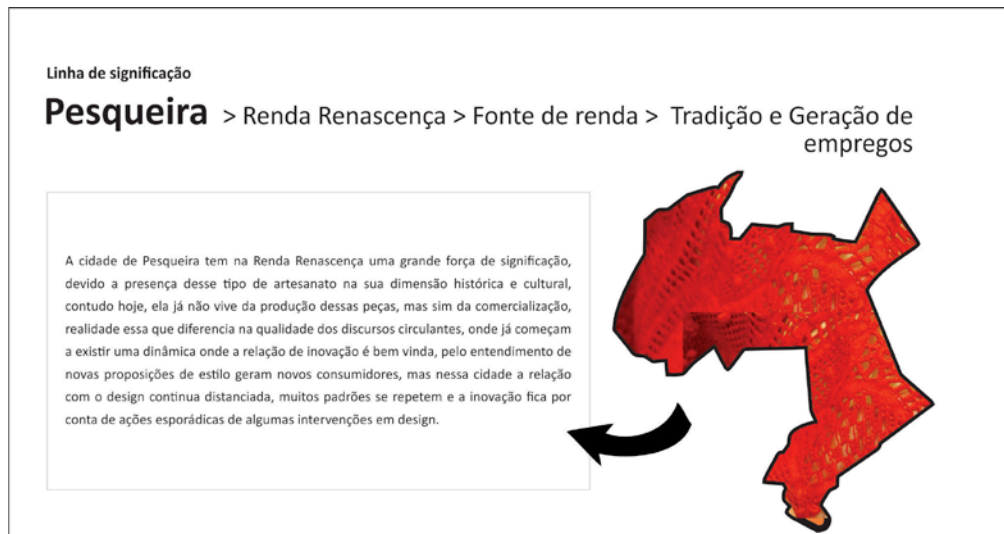 Linha de significação
Pesqueira > Renda Renascença > Fonte de renda > Tradição e Geração de
empregos
A cidade de Pesqueira tem na Renda Renascença uma grande força de significação,
devido a presença desse tipo de artesanato na sua dimensão histórica e cultural,
contudo hoje, ela já não vive da produção dessas peças, mas sim da comercialização,
realidade essa que diferencia na qualidade dos discursos circulantes, onde já começam
a existir uma dinâmica onde a relação de inovação é bem vinda, pelo entendimento de
novas proposições de estilo geram novos consumidores, mas nessa cidade a relação
com o design continua distanciada, muitos padrões se repetem e a inovação fica por
conta de ações esporádicas de algumas intervenções em design.